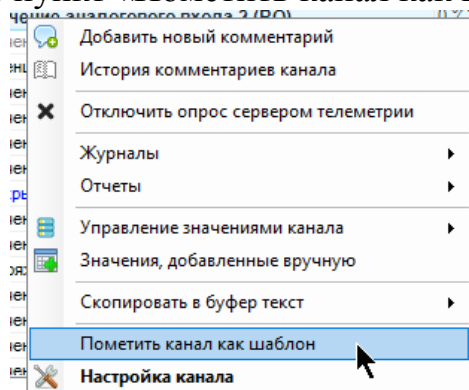 Добавить новый комментарий
История комментариев канала
Отключить опрос сервером телеметрии
Журналы
Отчеты
Управление значениями канала
Значения, добавленные вручную
Скопировать в буфер текст
Пометить канал как шаблон
Настройка канала